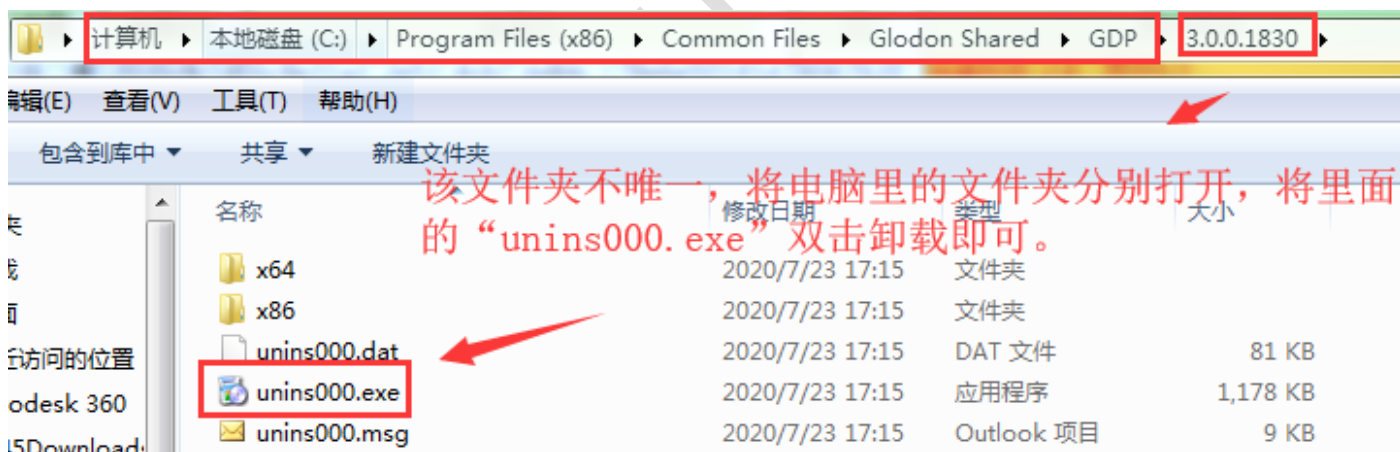 计算机 本地磁盘 (C:) Program Files (x86) Common Files Glodon Shared GDP 3.0.0.1830
编辑(E) 查看(V) 工具(T) 帮助(H)
包含到库中 共享 新建文件夹
该文件夹不唯一，将电脑里的文件夹分别打开，将里面
的“unins000.exe”双击卸载即可。
名称 修改日期 类型 大小
x64 2020/7/23 17:15 文件夹
x86 2020/7/23 17:15 文件夹
近访问的位置 unins000.dat 2020/7/23 17:15 DAT 文件 81 KB
odesk 360 unins000.exe 2020/7/23 17:15 应用程序 1,178 KB
unins000.msg 2020/7/23 17:15 Outlook 项目 9 KB